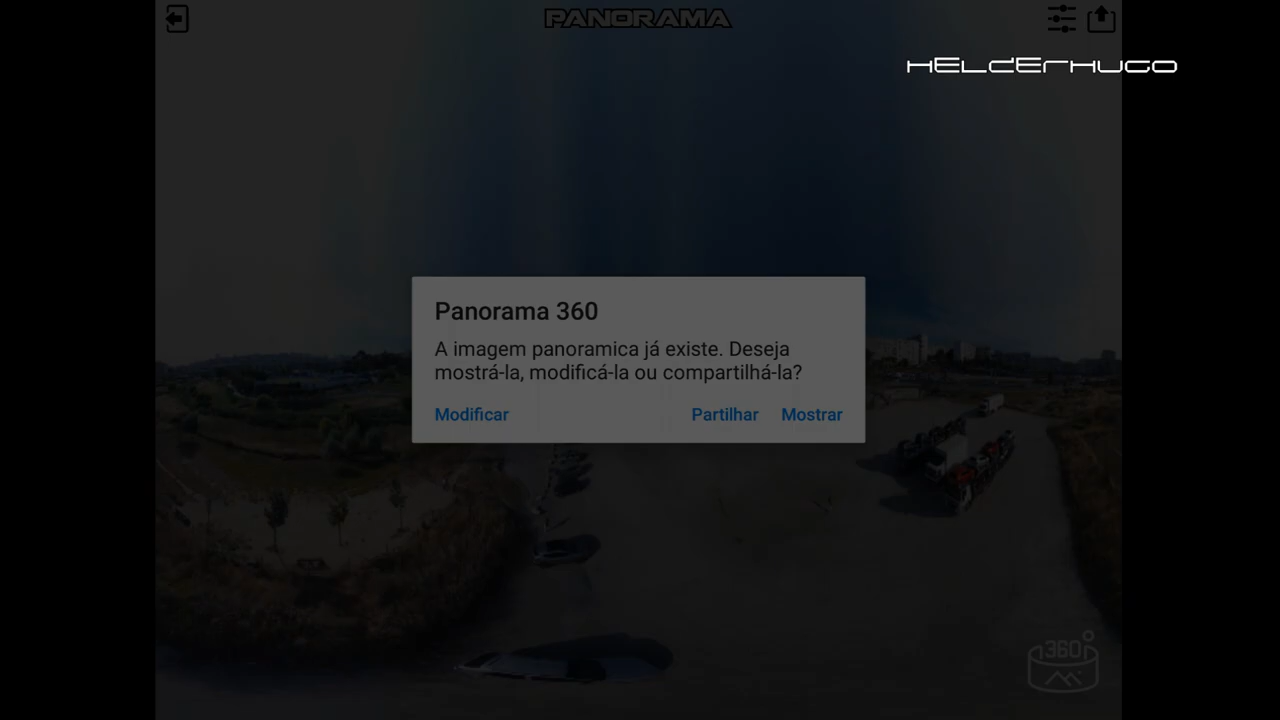 PANORAMA
HELDERHUGO
Panorama 360
A imagem panoramica já existe. Deseja
mostrá-la, modificá-la ou compartilhá-la?
Modificar Partilhar Mostrar
360°